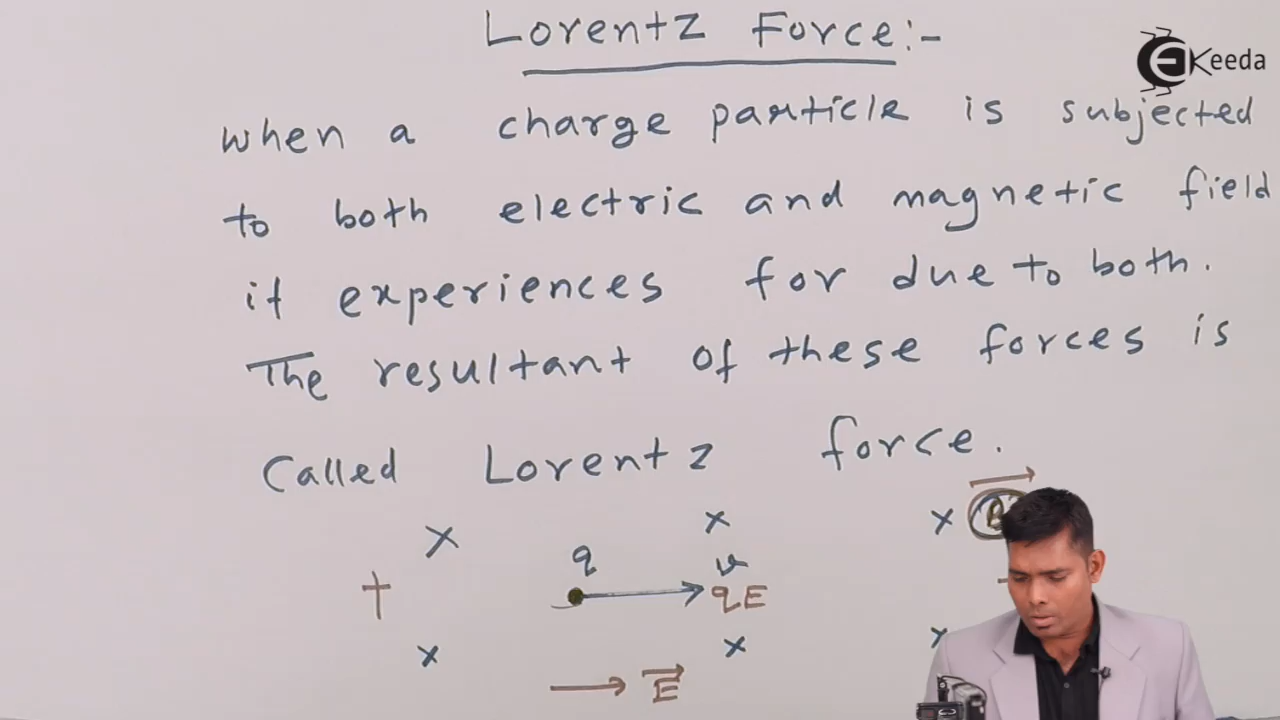 Lorentz Force:-
EKeeda
when a charge particle is subjected
to both electric and magnetic field
it experiences for due to both.
The resultant of these forces is
Called Lorentz force.
x x x B
q v
+ qE
x x x
→ E